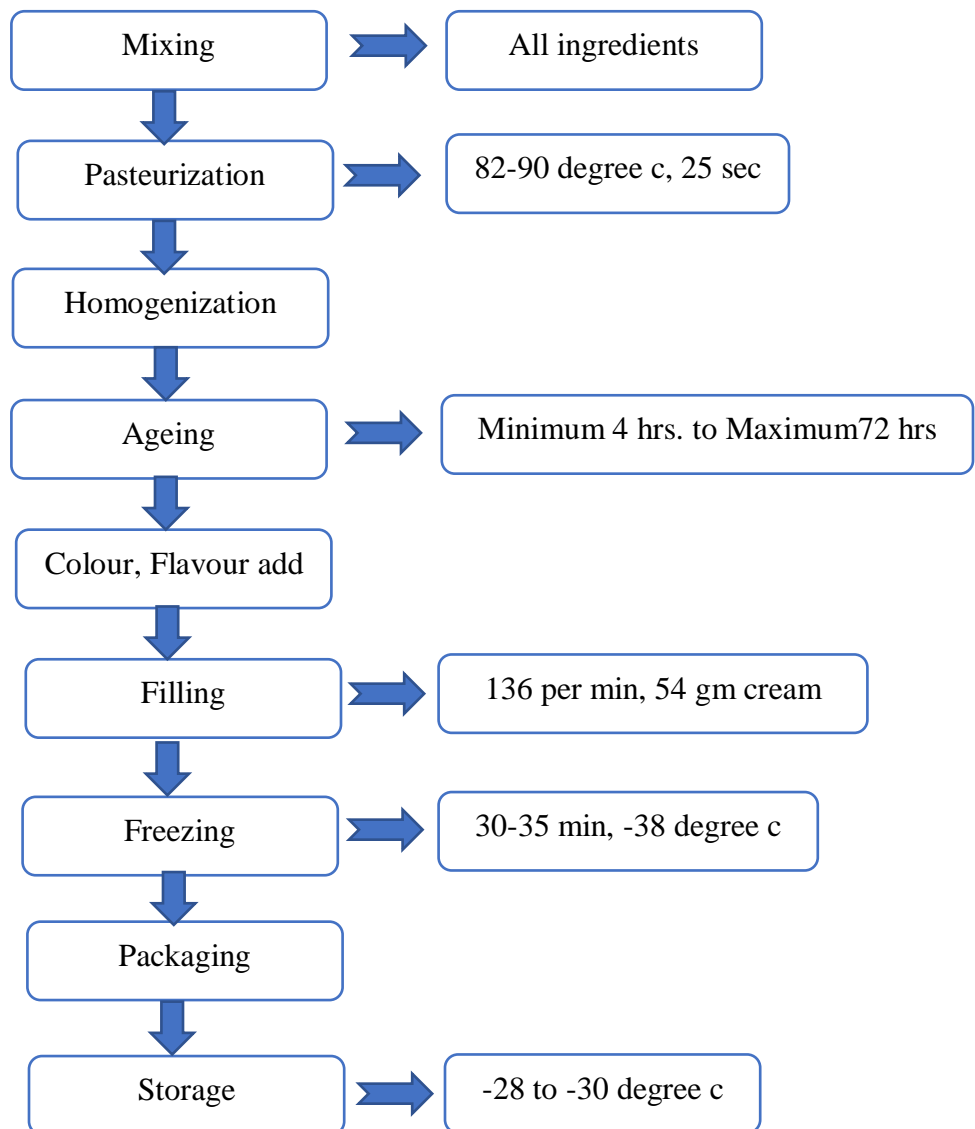 Mixing
All ingredients
Pasteurization
82-90 degree c, 25 sec
Homogenization
Ageing
Minimum 4 hrs. to Maximum72 hrs
Colour, Flavour add
Filling
136 per min, 54 gm cream
Freezing
30-35 min, -38 degree c
Packaging
Storage
-28 to -30 degree c